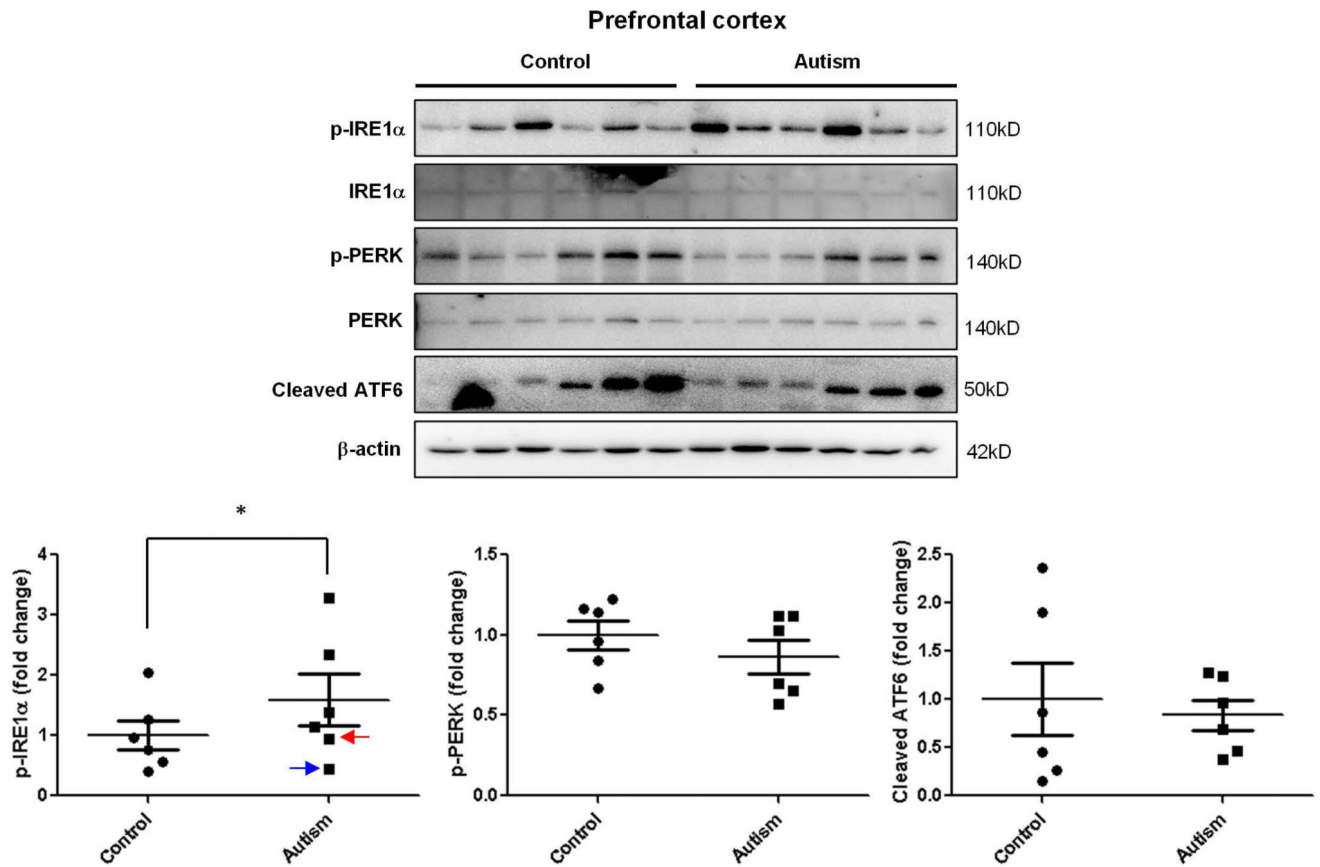 Prefrontal cortex
Control Autism
p-IRE1α 110kD
IRE1α 110kD
p-PERK 140kD
PERK 140kD
Cleaved ATF6 50kD
β-actin 42kD
*
p-IRE1α (fold change)
4
3
2
1
0
Control Autism
p-PERK (fold change)
1.5
1.0
0.5
0.0
Control Autism
Cleaved ATF6 (fold change)
2.5
2.0
1.5
1.0
0.5
0.0
Control Autism